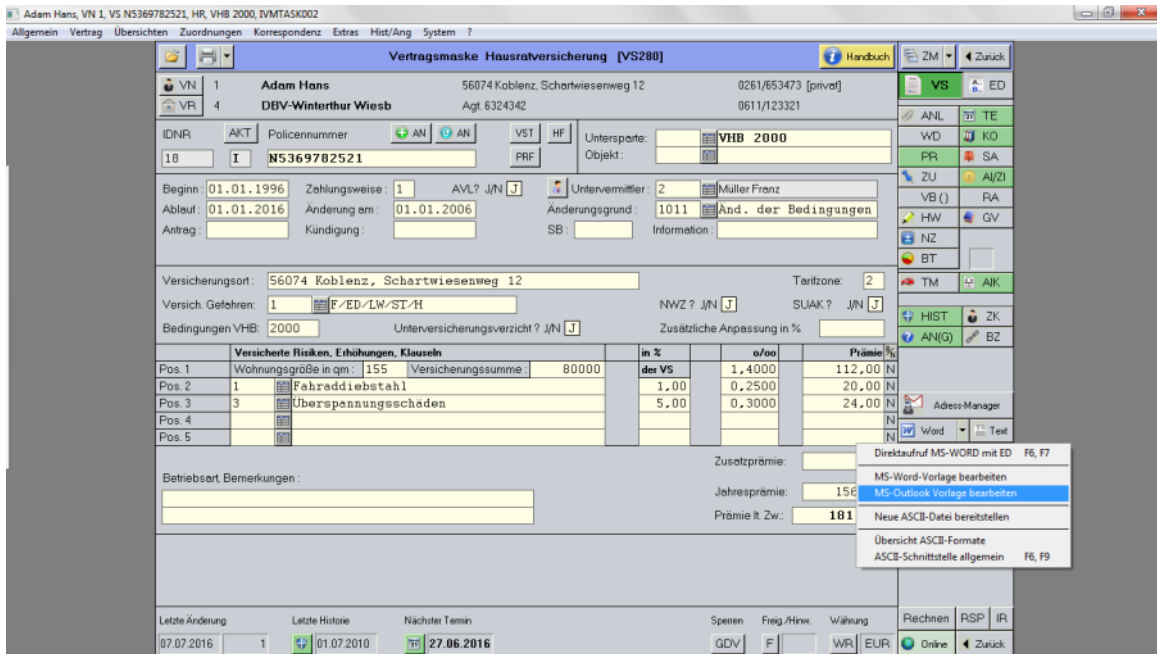 Adam Hans, VN 1, VS N5369782521, HR, VHB 2000, IVMTASK002
Allgemein Vertrag Übersichten Zuordnungen Korrespondenz Extras Hist/Ang System ?
Vertragsmaske Hausratversicherung [VS280] Handbuch ZM Zurück
VN 1 Adam Hans 56074 Koblenz, Schartwiesenweg 12 0261/653473 [privat] VS ED
VR 4 DBV-Winterthur Wiesb Agt. 6324342 0611/123321
ANL TE
IDNR AKT Policennummer AN AN VST HF Untersparte: VHB 2000 WD KO
18 I N5369782521 PRF Objekt: PR SA
ZU AI/ZI
Beginn: 01.01.1996 Zahlungsweise: 1 AVL? J/N J Untervermittler: 2 Müller Franz
VB () RA
Ablauf: 01.01.2016 Änderung am: 01.01.2006 Änderungsgrund: 1011 Änd. der Bedingungen
HW GV
Antrag: Kündigung: SB: Information:
NZ
BT
Versicherungsort: 56074 Koblenz, Schartwiesenweg 12 Tarifzone: 2 TM AIK
Versich. Gefahren: 1 F/ED/LW/ST/H NWZ? J/N J SUAK? J/N J
HIST ZK
Bedingungen VHB: 2000 Unterversicherungsverzicht? J/N J Zusätzliche Anpassung in %
AN(G) BZ
Versicherte Risiken, Erhöhungen, Klauseln in % o/oo Prämie
Pos. 1 Wohnungsgröße in qm: 155 Versicherungssumme: 80000 der VS 1,4000 112,00 N
Pos. 2 1 Fahraddiebstahl 1,00 0,2500 20,00 N
Pos. 3 3 Überspannungsschäden 5,00 0,3000 24,00 N Adress-Manager
Pos. 4 N
Pos. 5 N Word Text
Direktaufruf MS-WORD mit ED F6, F7
Zusatzprämie:
MS-Word-Vorlage bearbeiten
Betriebsart, Bemerkungen:
Jahresprämie: 156
MS-Outlook Vorlage bearbeiten
Prämie lt. Zw.: 181
Neue ASCII-Datei bereitstellen
Übersicht ASCII-Formate
ASCII-Schnittstelle allgemein F6, F9
Letzte Änderung Letzte Historie Nächster Termin Sperren Freig./Hinw. Währung Rechnen RSP IR
07.07.2016 1 01.07.2010 27.06.2016 GDV F WR EUR Online Zurück